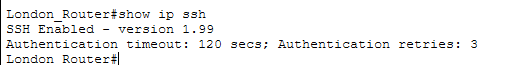 London_Router#show ip ssh
SSH Enabled - version 1.99
Authentication timeout: 120 secs; Authentication retries: 3
London_Router#